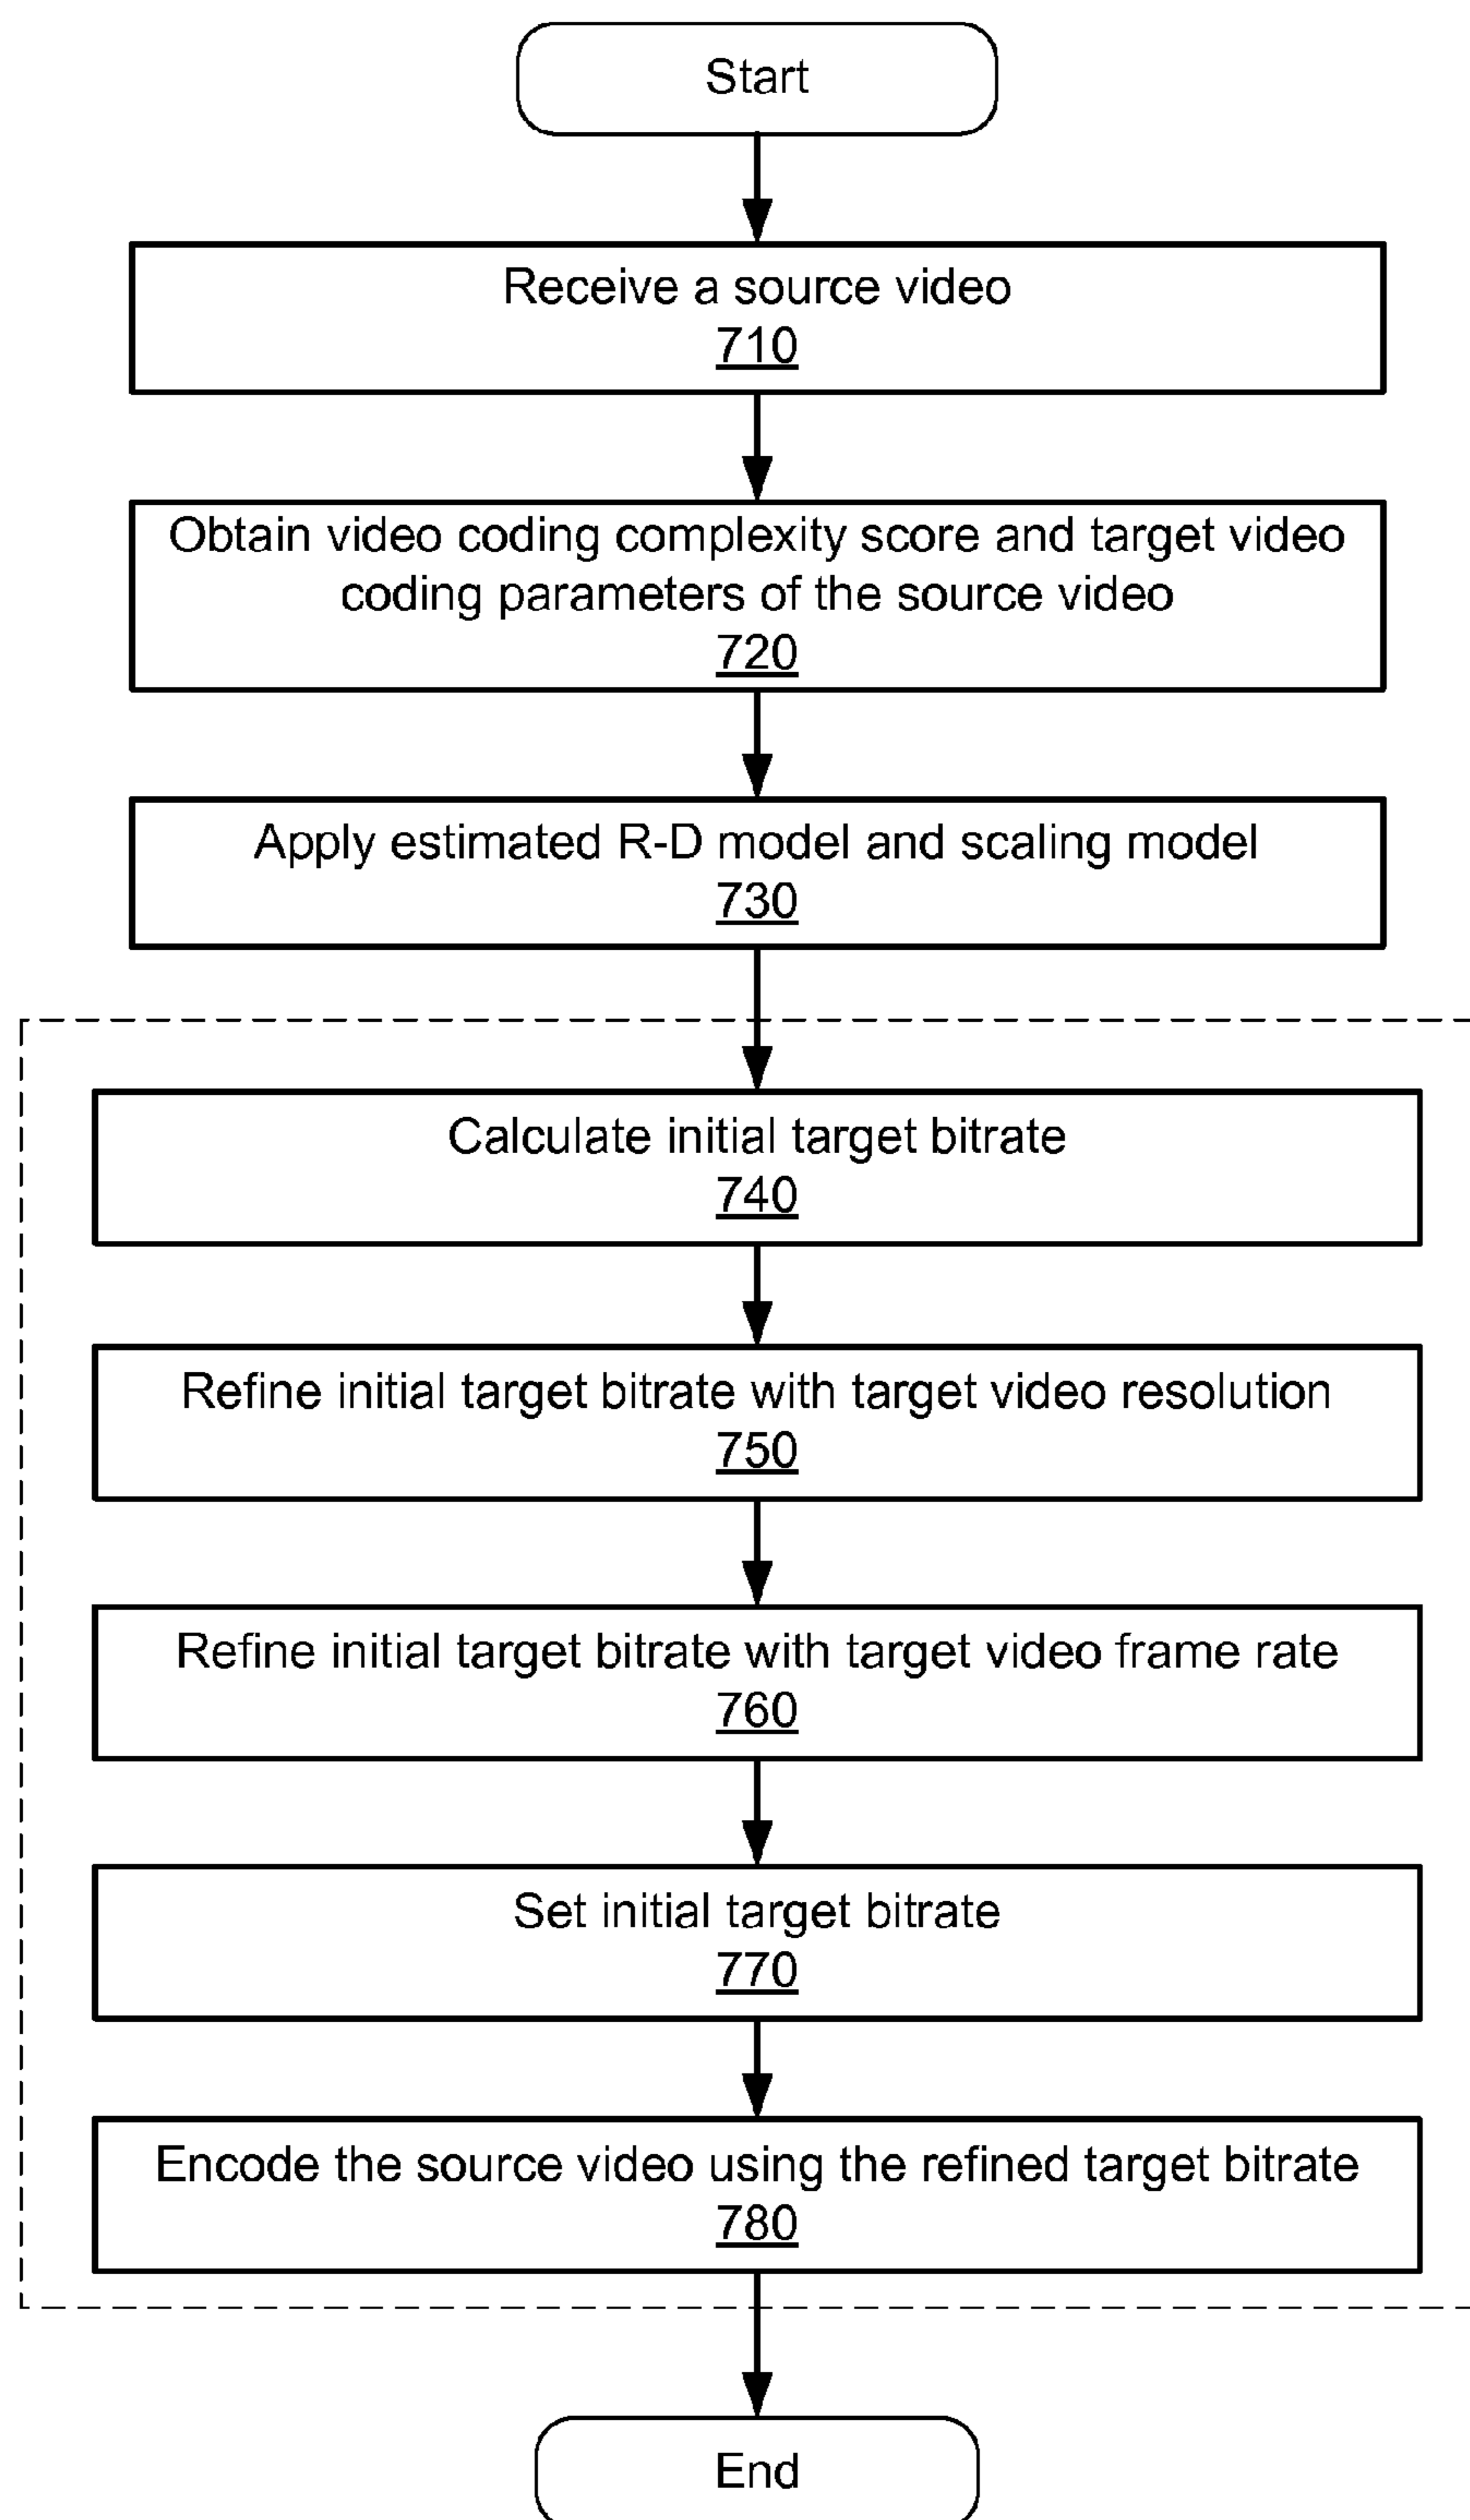 Start
Receive a source video
710
Obtain video coding complexity score and target video
coding parameters of the source video
720
Apply estimated R-D model and scaling model
730
Calculate initial target bitrate
740
Refine initial target bitrate with target video resolution
750
Refine initial target bitrate with target video frame rate
760
Set initial target bitrate
770
Encode the source video using the refined target bitrate
780
End